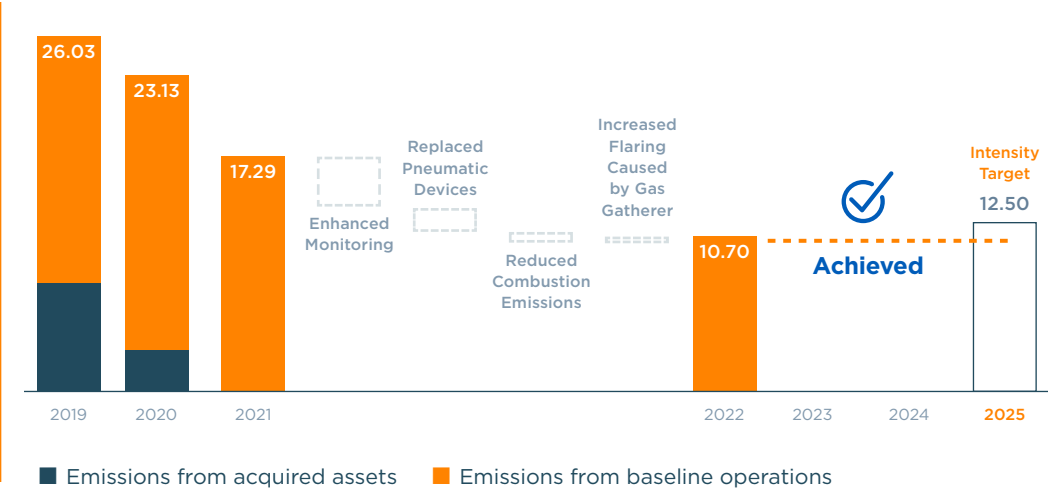 26.03
23.13
17.29
Enhanced
Monitoring
Replaced
Pneumatic
Devices
Reduced
Combustion
Emissions
Increased
Flaring
Caused
by Gas
Gatherer
10.70
Achieved
Intensity
Target
12.50
2019
2020
2021
2022
2023
2024
2025
Emissions from acquired assets
Emissions from baseline operations